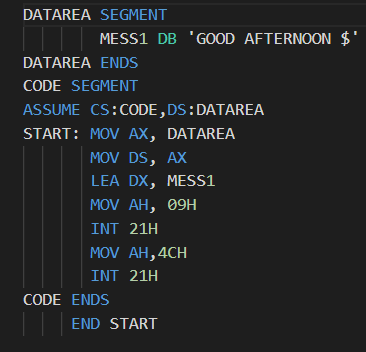 DATAREA SEGMENT
MESS1 DB 'GOOD AFTERNOON $'
DATAREA ENDS
CODE SEGMENT
ASSUME CS:CODE,DS:DATAREA
START: MOV AX, DATAREA
MOV DS, AX
LEA DX, MESS1
MOV AH, 09H
INT 21H
MOV AH,4CH
INT 21H
CODE ENDS
END START